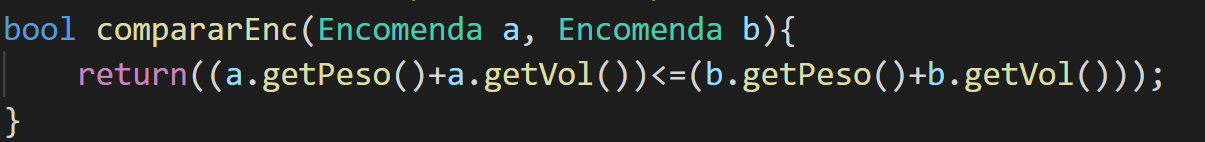 bool compararEnc(Encomenda a, Encomenda b){
    return((a.getPeso()+a.getVol())<=(b.getPeso()+b.getVol()));
}